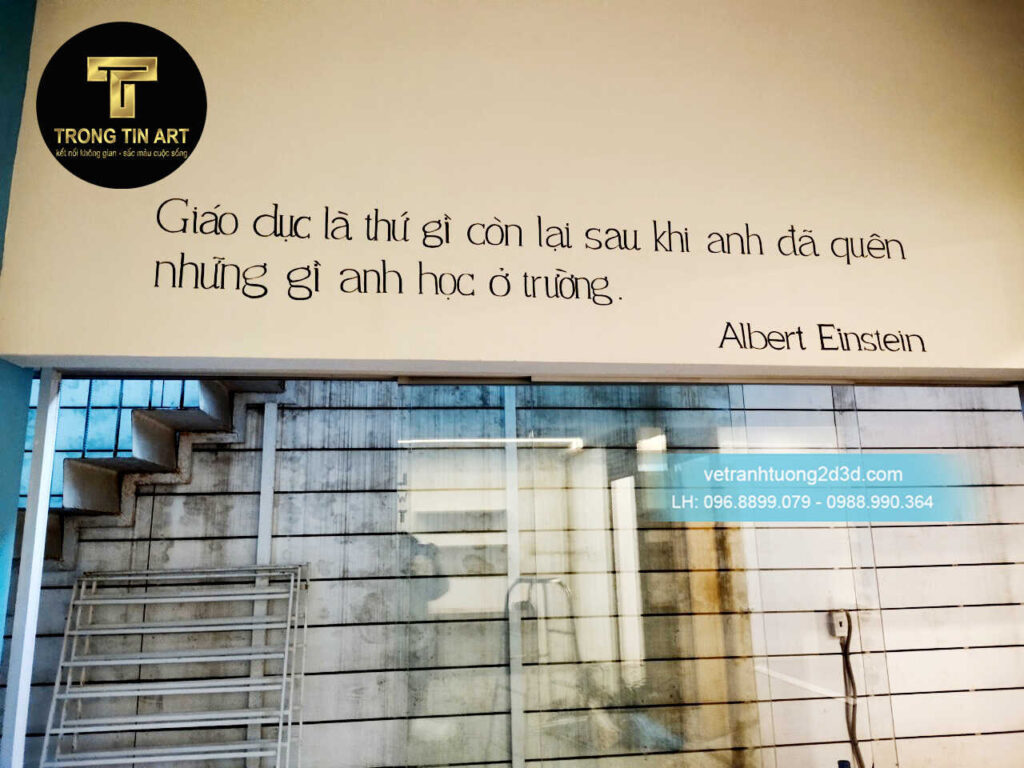 TRONG TIN ART
kết nối không gian - sắc màu cuộc sống
Giáo dục là thứ gì còn lại sau khi anh đã quên
những gì anh học ở trường.
Albert Einstein
vetranhtuong2d3d.com
LH: 096.8899.079 - 0988.990.364